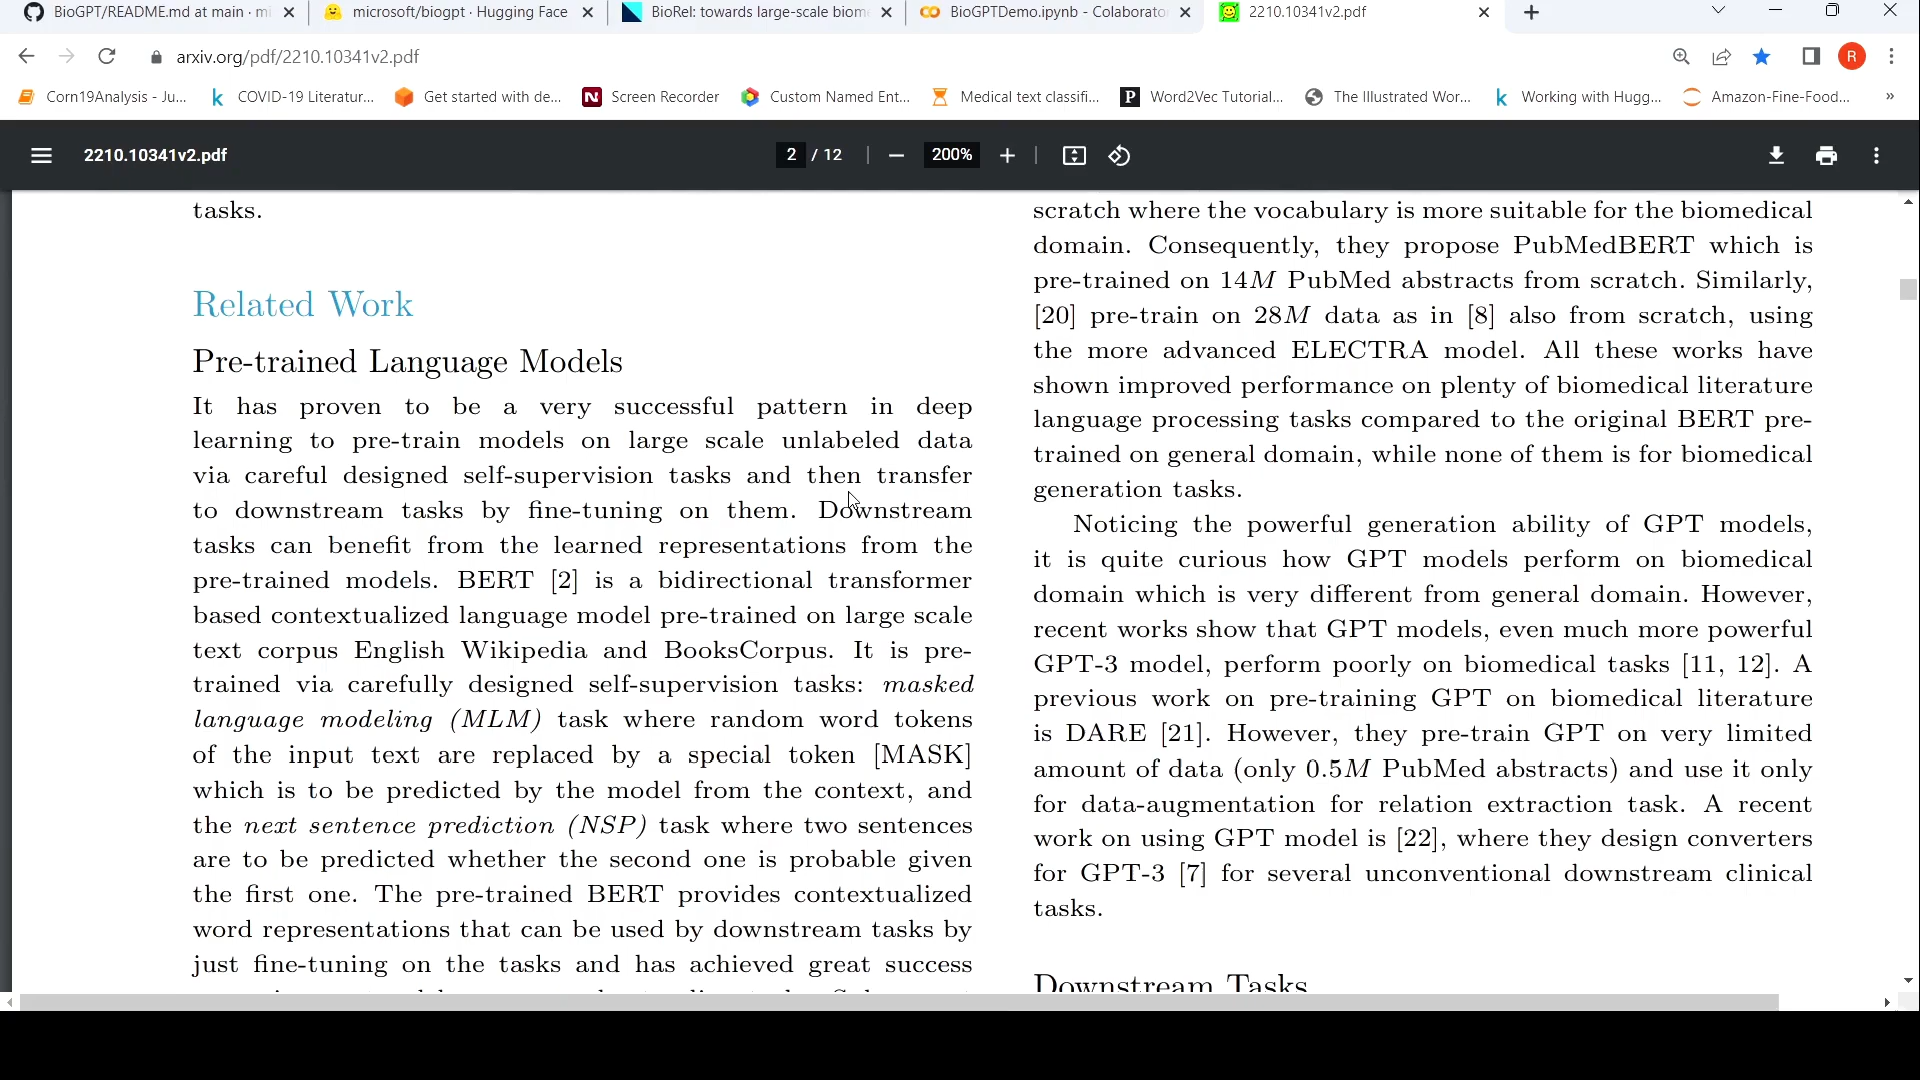 BioGPT/README.md at main · mi
microsoft/biogpt · Hugging Face
BioRel: towards large-scale biome
BioGPTDemo.ipynb - Colaborato
2210.10341v2.pdf
arxiv.org/pdf/2210.10341v2.pdf
R
Corn19Analysis - Ju...
COVID-19 Literatur...
Get started with de...
Screen Recorder
Custom Named Ent...
Medical text classifi...
Word2Vec Tutorial...
The Illustrated Wor...
Working with Hugg...
Amazon-Fine-Food...
»
2210.10341v2.pdf
2 / 12
200%
tasks.
Related Work
Pre-trained Language Models
It has proven to be a very successful pattern in deep
learning to pre-train models on large scale unlabeled data
via careful designed self-supervision tasks and then transfer
to downstream tasks by fine-tuning on them. Downstream
tasks can benefit from the learned representations from the
pre-trained models. BERT [2] is a bidirectional transformer
based contextualized language model pre-trained on large scale
text corpus English Wikipedia and BooksCorpus. It is pre-
trained via carefully designed self-supervision tasks: masked
language modeling (MLM) task where random word tokens
of the input text are replaced by a special token [MASK]
which is to be predicted by the model from the context, and
the next sentence prediction (NSP) task where two sentences
are to be predicted whether the second one is probable given
the first one. The pre-trained BERT provides contextualized
word representations that can be used by downstream tasks by
just fine-tuning on the tasks and has achieved great success
scratch where the vocabulary is more suitable for the biomedical
domain. Consequently, they propose PubMedBERT which is
pre-trained on 14M PubMed abstracts from scratch. Similarly,
[20] pre-train on 28M data as in [8] also from scratch, using
the more advanced ELECTRA model. All these works have
shown improved performance on plenty of biomedical literature
language processing tasks compared to the original BERT pre-
trained on general domain, while none of them is for biomedical
generation tasks.
Noticing the powerful generation ability of GPT models,
it is quite curious how GPT models perform on biomedical
domain which is very different from general domain. However,
recent works show that GPT models, even much more powerful
GPT-3 model, perform poorly on biomedical tasks [11, 12]. A
previous work on pre-training GPT on biomedical literature
is DARE [21]. However, they pre-train GPT on very limited
amount of data (only 0.5M PubMed abstracts) and use it only
for data-augmentation for relation extraction task. A recent
work on using GPT model is [22], where they design converters
for GPT-3 [7] for several unconventional downstream clinical
tasks.
Downstream Tasks